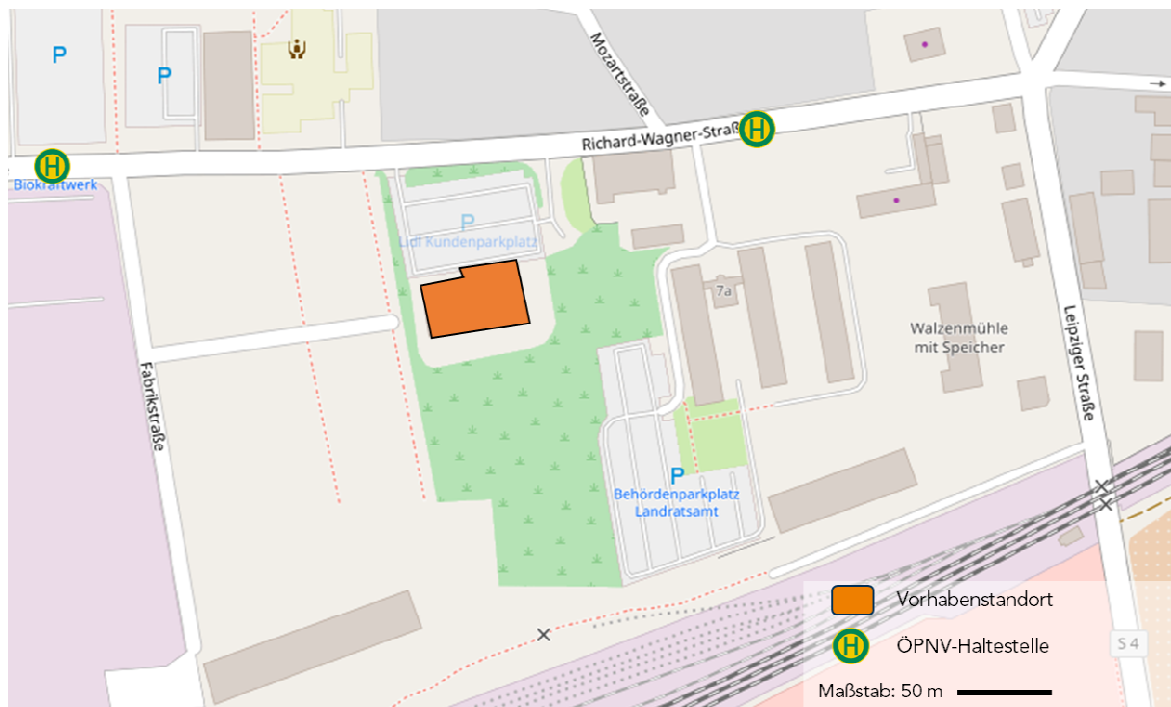 P
P
Mozartstraße
Richard-Wagner-Straß
H
H
Biokraftwerk
P
Lidl Kundenparkplatz
7a
Walzenmühle
mit Speicher
Leipziger Straße
Fabrikstraße
P
Behördenparkplatz
Landratsamt
Vorhabenstandort
H
ÖPNV-Haltestelle
S 4
Maßstab: 50 m